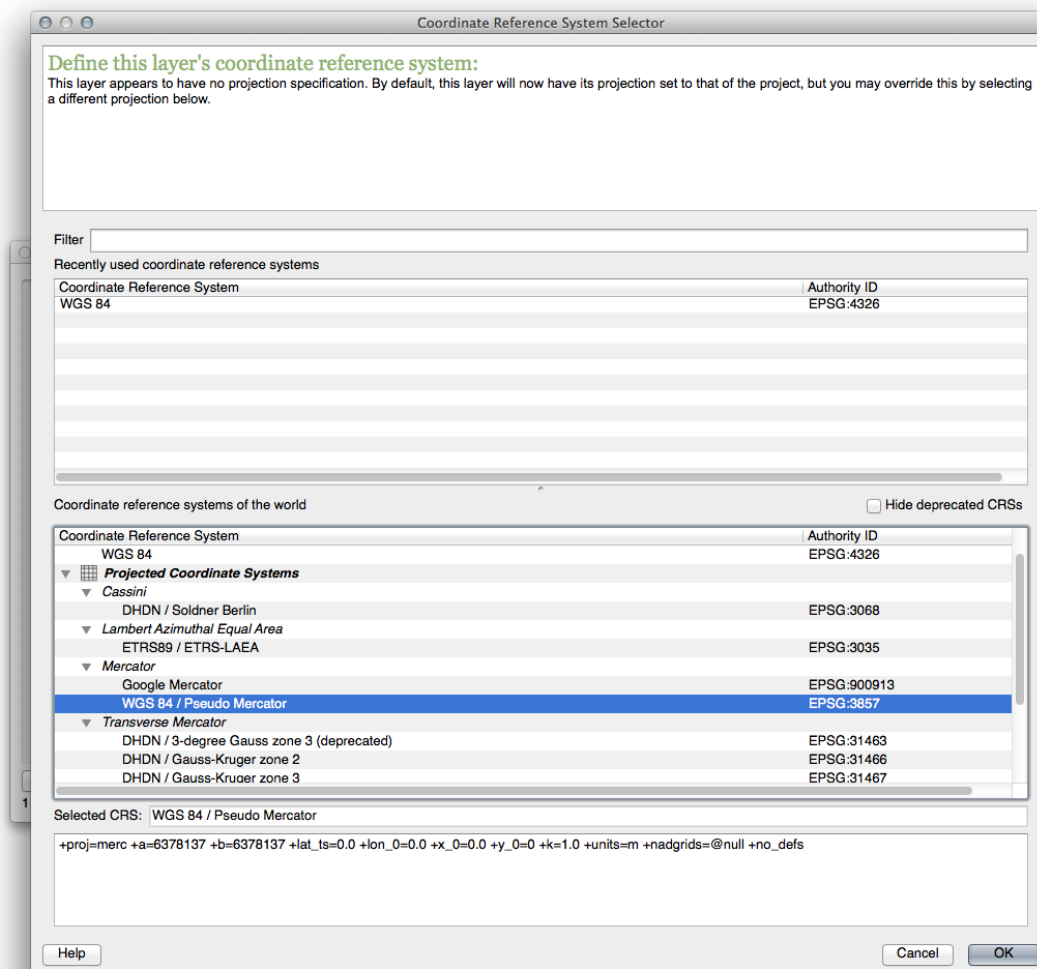 Coordinate Reference System Selector
Define this layer's coordinate reference system:
This layer appears to have no projection specification. By default, this layer will now have its projection set to that of the project, but you may override this by selecting
a different projection below.
Filter
Recently used coordinate reference systems
Coordinate Reference System Authority ID
WGS 84 EPSG:4326
Coordinate reference systems of the world Hide deprecated CRSs
Coordinate Reference System Authority ID
WGS 84 EPSG:4326
Projected Coordinate Systems
Cassini
DHDN / Soldner Berlin EPSG:3068
Lambert Azimuthal Equal Area
ETRS89 / ETRS-LAEA EPSG:3035
Mercator
Google Mercator EPSG:900913
WGS 84 / Pseudo Mercator EPSG:3857
Transverse Mercator
DHDN / 3-degree Gauss zone 3 (deprecated) EPSG:31463
DHDN / Gauss-Kruger zone 2 EPSG:31466
DHDN / Gauss-Kruger zone 3 EPSG:31467
1
Selected CRS: WGS 84 / Pseudo Mercator
+proj=merc +a=6378137 +b=6378137 +lat_ts=0.0 +lon_0=0.0 +x_0=0.0 +y_0=0 +k=1.0 +units=m +nadgrids=@null +no_defs
Help Cancel OK